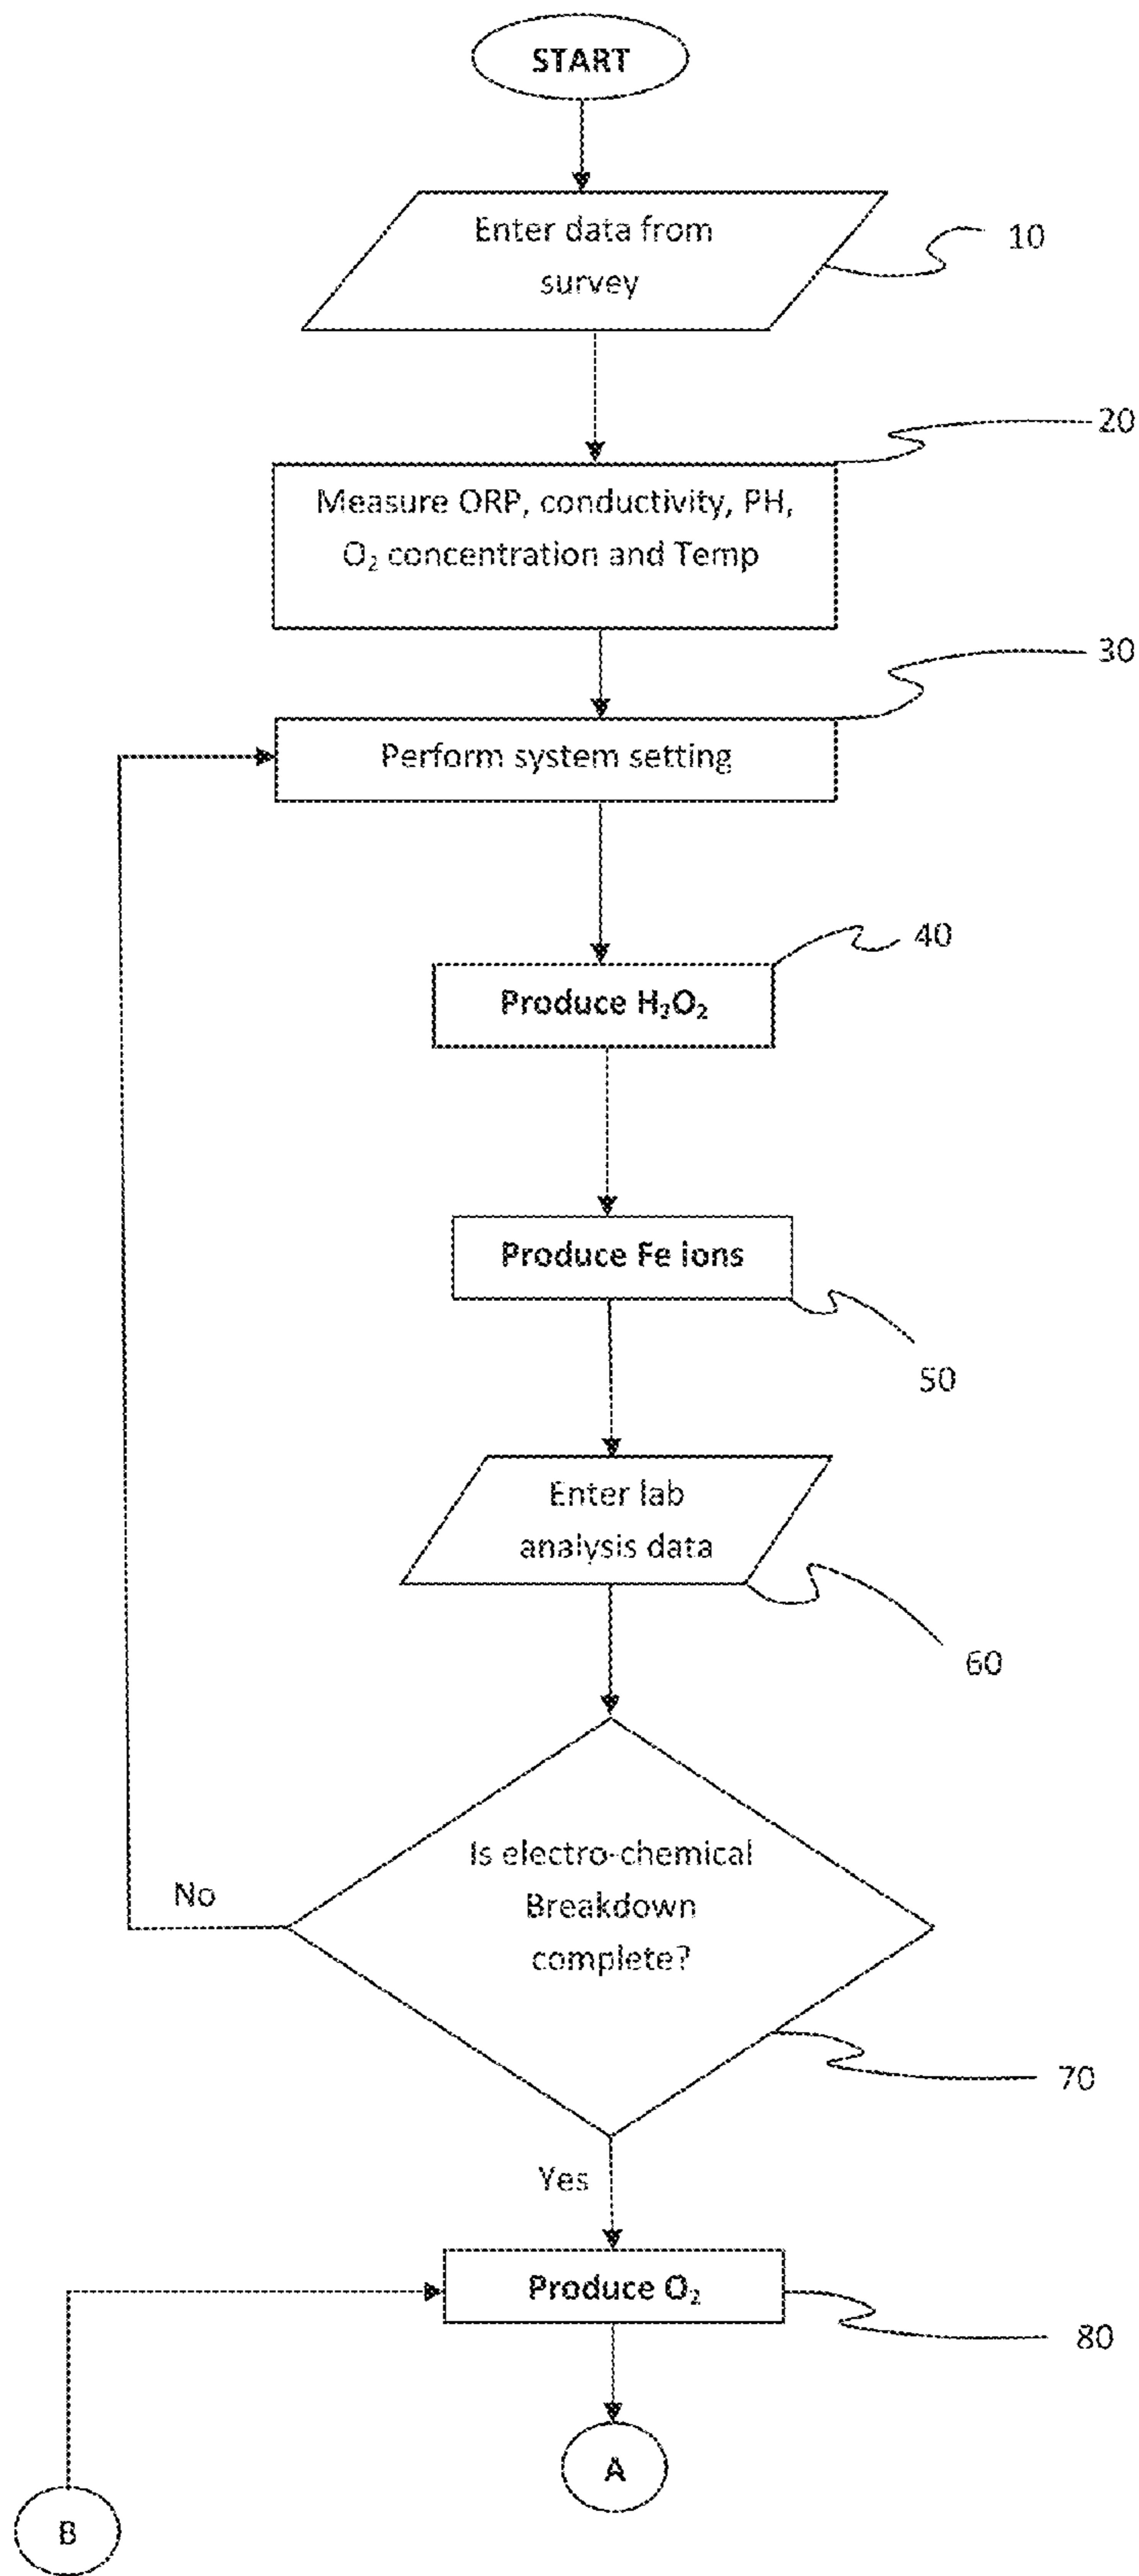 START
Enter data from
survey
10
20
Measure ORP, conductivity, PH,
O₂ concentration and Temp
30
Perform system setting
40
Produce H₂O₂
Produce Fe ions
50
Enter lab
analysis data
60
Is electro-chemical
Breakdown
complete?
No
70
Yes
Produce O₂
80
A
B